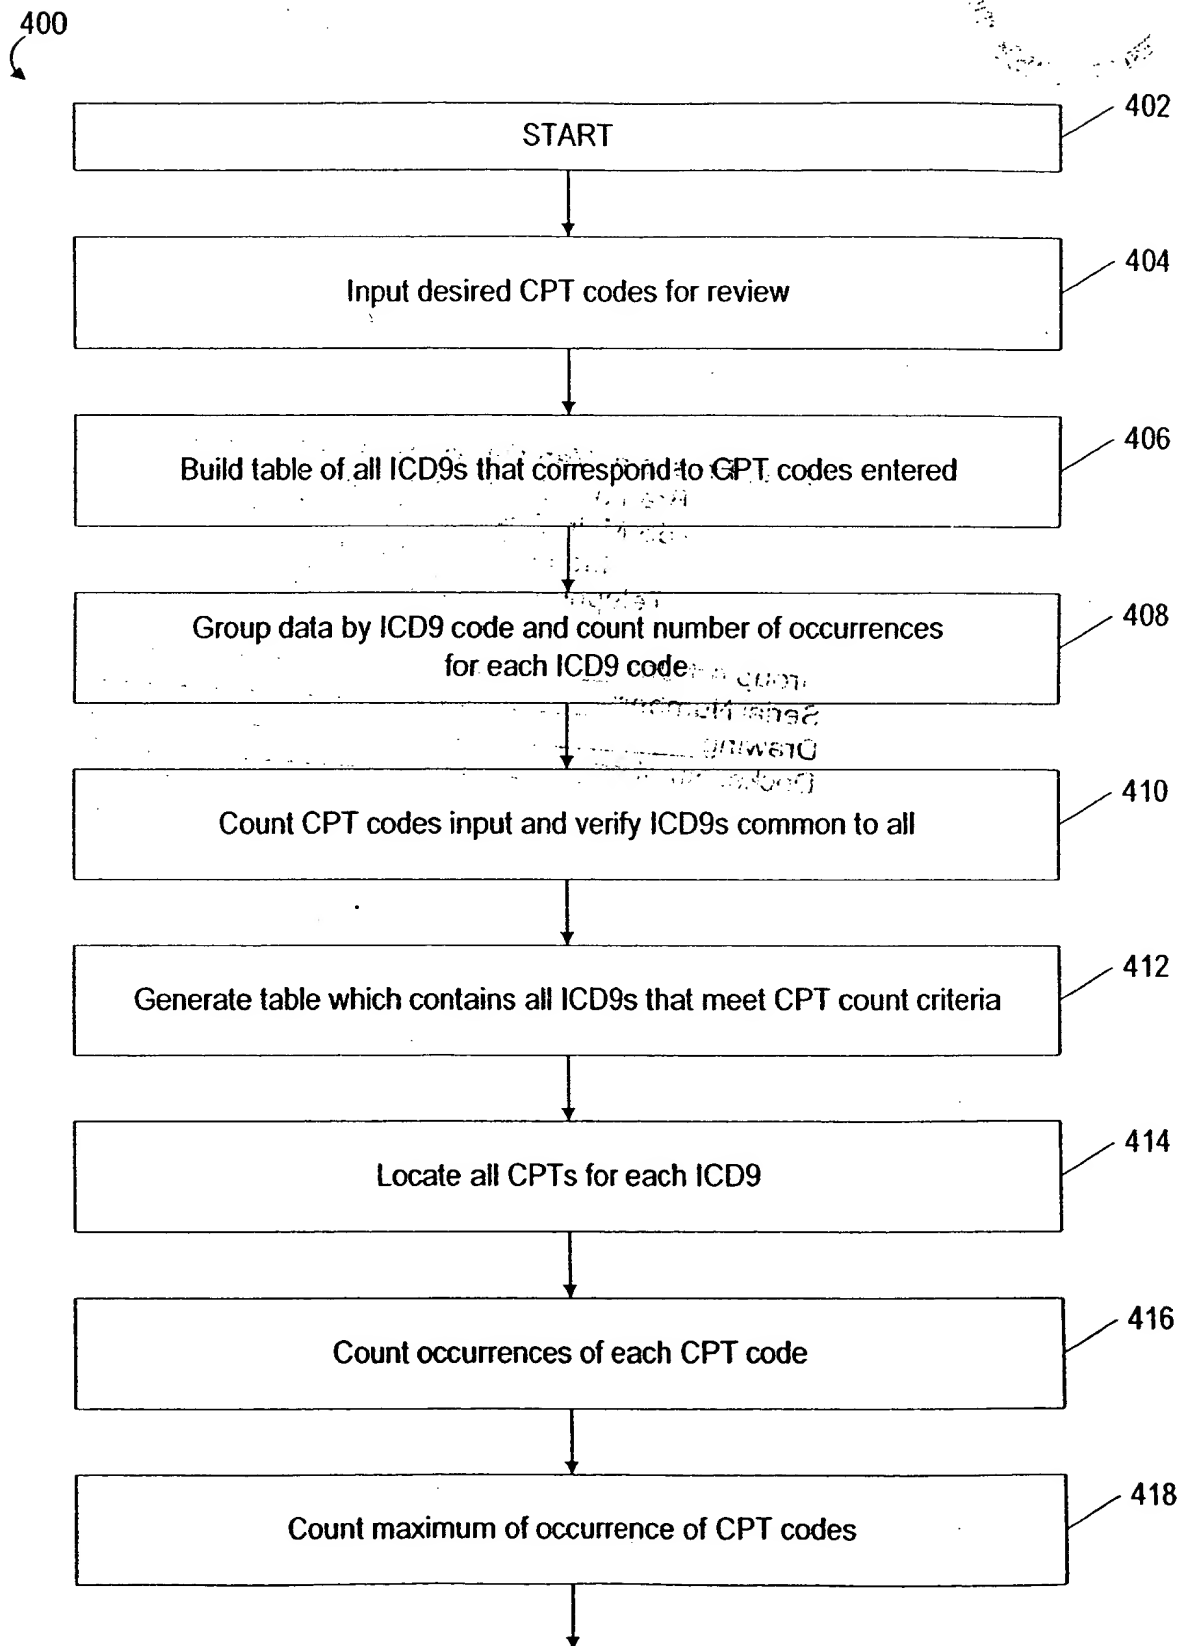 400
START
402
Input desired CPT codes for review
404
Build table of all ICD9s that correspond to CPT codes entered
406
Group data by ICD9 code and count number of occurrences
for each ICD9 code
408
Serial Number
Drawing
Count CPT codes input and verify ICD9s common to all
410
Generate table which contains all ICD9s that meet CPT count criteria
412
Locate all CPTs for each ICD9
414
Count occurrences of each CPT code
416
Count maximum of occurrence of CPT codes
418